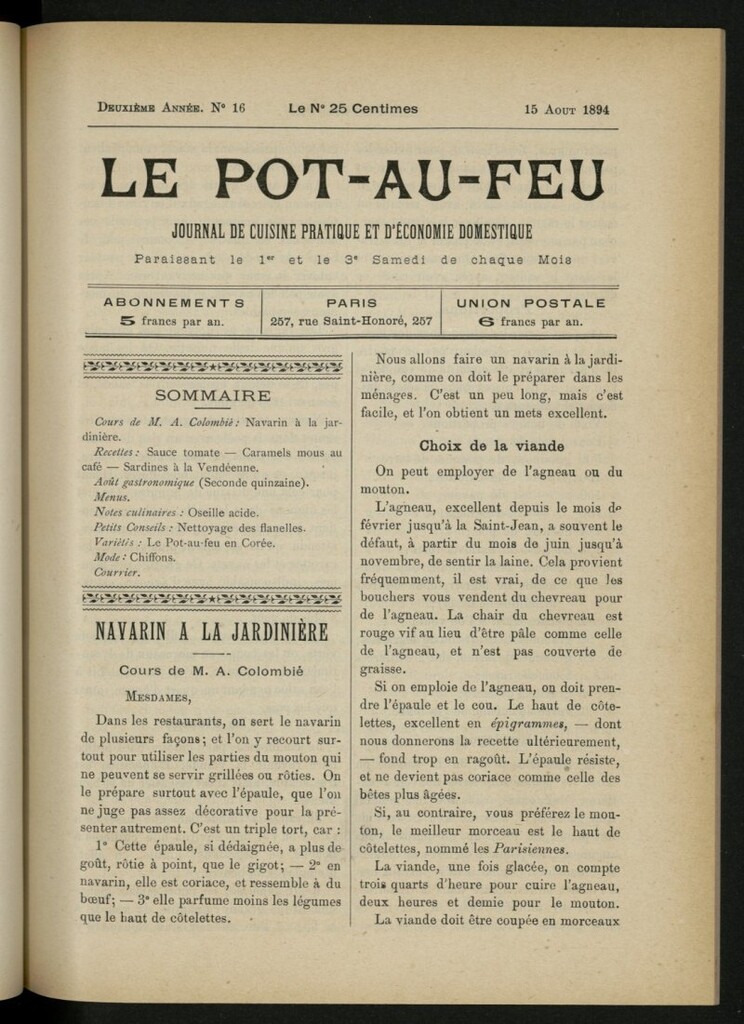 DEUXIÈME ANNÉE. N° 16 Le N° 25 Centimes 15 AOUT 1894
LE POT-AU-FEU
JOURNAL DE CUISINE PRATIQUE ET D'ÉCONOMIE DOMESTIQUE
Paraissant le 1er et le 3e Samedi de chaque Mois
ABONNEMENTS
5 francs par an.
PARIS
257, rue Saint-Honoré, 257
UNION POSTALE
6 francs par an.
SOMMAIRE
Cours de M. A. Colombié : Navarin à la jar-
dinière.
Recettes : Sauce tomate — Caramels mous au
café — Sardines à la Vendéenne.
Août gastronomique (Seconde quinzaine).
Menus.
Notes culinaires : Oseille acide.
Petits Conseils : Nettoyage des flanelles.
Variétés : Le Pot-au-feu en Corée.
Mode : Chiffons.
Courrier.
NAVARIN A LA JARDINIÈRE
Cours de M. A. Colombié
MESDAMES,
Dans les restaurants, on sert le navarin
de plusieurs façons ; et l'on y recourt sur-
tout pour utiliser les parties du mouton qui
ne peuvent se servir grillées ou rôties. On
le prépare surtout avec l'épaule, que l'on
ne juge pas assez décorative pour la pré-
senter autrement. C'est un triple tort, car :
1° Cette épaule, si dédaignée, a plus de
goût, rôtie à point, que le gigot ; — 2° en
navarin, elle est coriace, et ressemble à du
bœuf ; — 3° elle parfume moins les légumes
que le haut de côtelettes.
Nous allons faire un navarin à la jardi-
nière, comme on doit le préparer dans les
ménages. C'est un peu long, mais c'est
facile, et l'on obtient un mets excellent.
Choix de la viande
On peut employer de l'agneau ou du
mouton.
L'agneau, excellent depuis le mois de
février jusqu'à la Saint-Jean, a souvent le
défaut, à partir du mois de juin jusqu'à
novembre, de sentir la laine. Cela provient
fréquemment, il est vrai, de ce que les
bouchers vous vendent du chevreau pour
de l'agneau. La chair du chevreau est
rouge vif au lieu d'être pâle comme celle
de l'agneau, et n'est pas couverte de
graisse.
Si on emploie de l'agneau, on doit pren-
dre l'épaule et le cou. Le haut de côte-
lettes, excellent en épigrammes, — dont
nous donnerons la recette ultérieurement,
— fond trop en ragoût. L'épaule résiste,
et ne devient pas coriace comme celle des
bêtes plus âgées.
Si, au contraire, vous préférez le mou-
ton, le meilleur morceau est le haut de
côtelettes, nommé les Parisiennes.
La viande, une fois glacée, on compte
trois quarts d'heure pour cuire l'agneau,
deux heures et demie pour le mouton.
La viande doit être coupée en morceaux